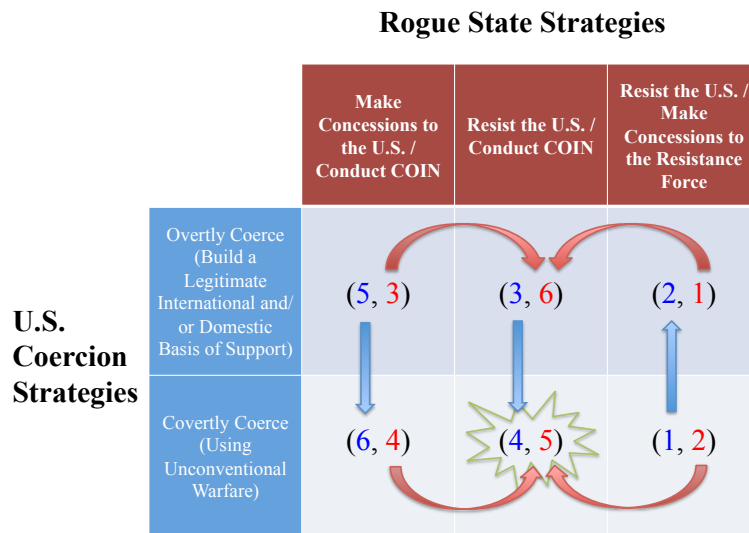 Rogue State Strategies
Make
Concessions to
the U.S. /
Conduct COIN
Resist the U.S. /
Conduct COIN
Resist the U.S. /
Make
Concessions to
the Resistance
Force
U.S.
Coercion
Strategies
Overtly Coerce
(Build a
Legitimate
International and/
or Domestic
Basis of Support)
(5, 3)
(3, 6)
(2, 1)
Covertly Coerce
(Using
Unconventional
Warfare)
(6, 4)
(4, 5)
(1, 2)